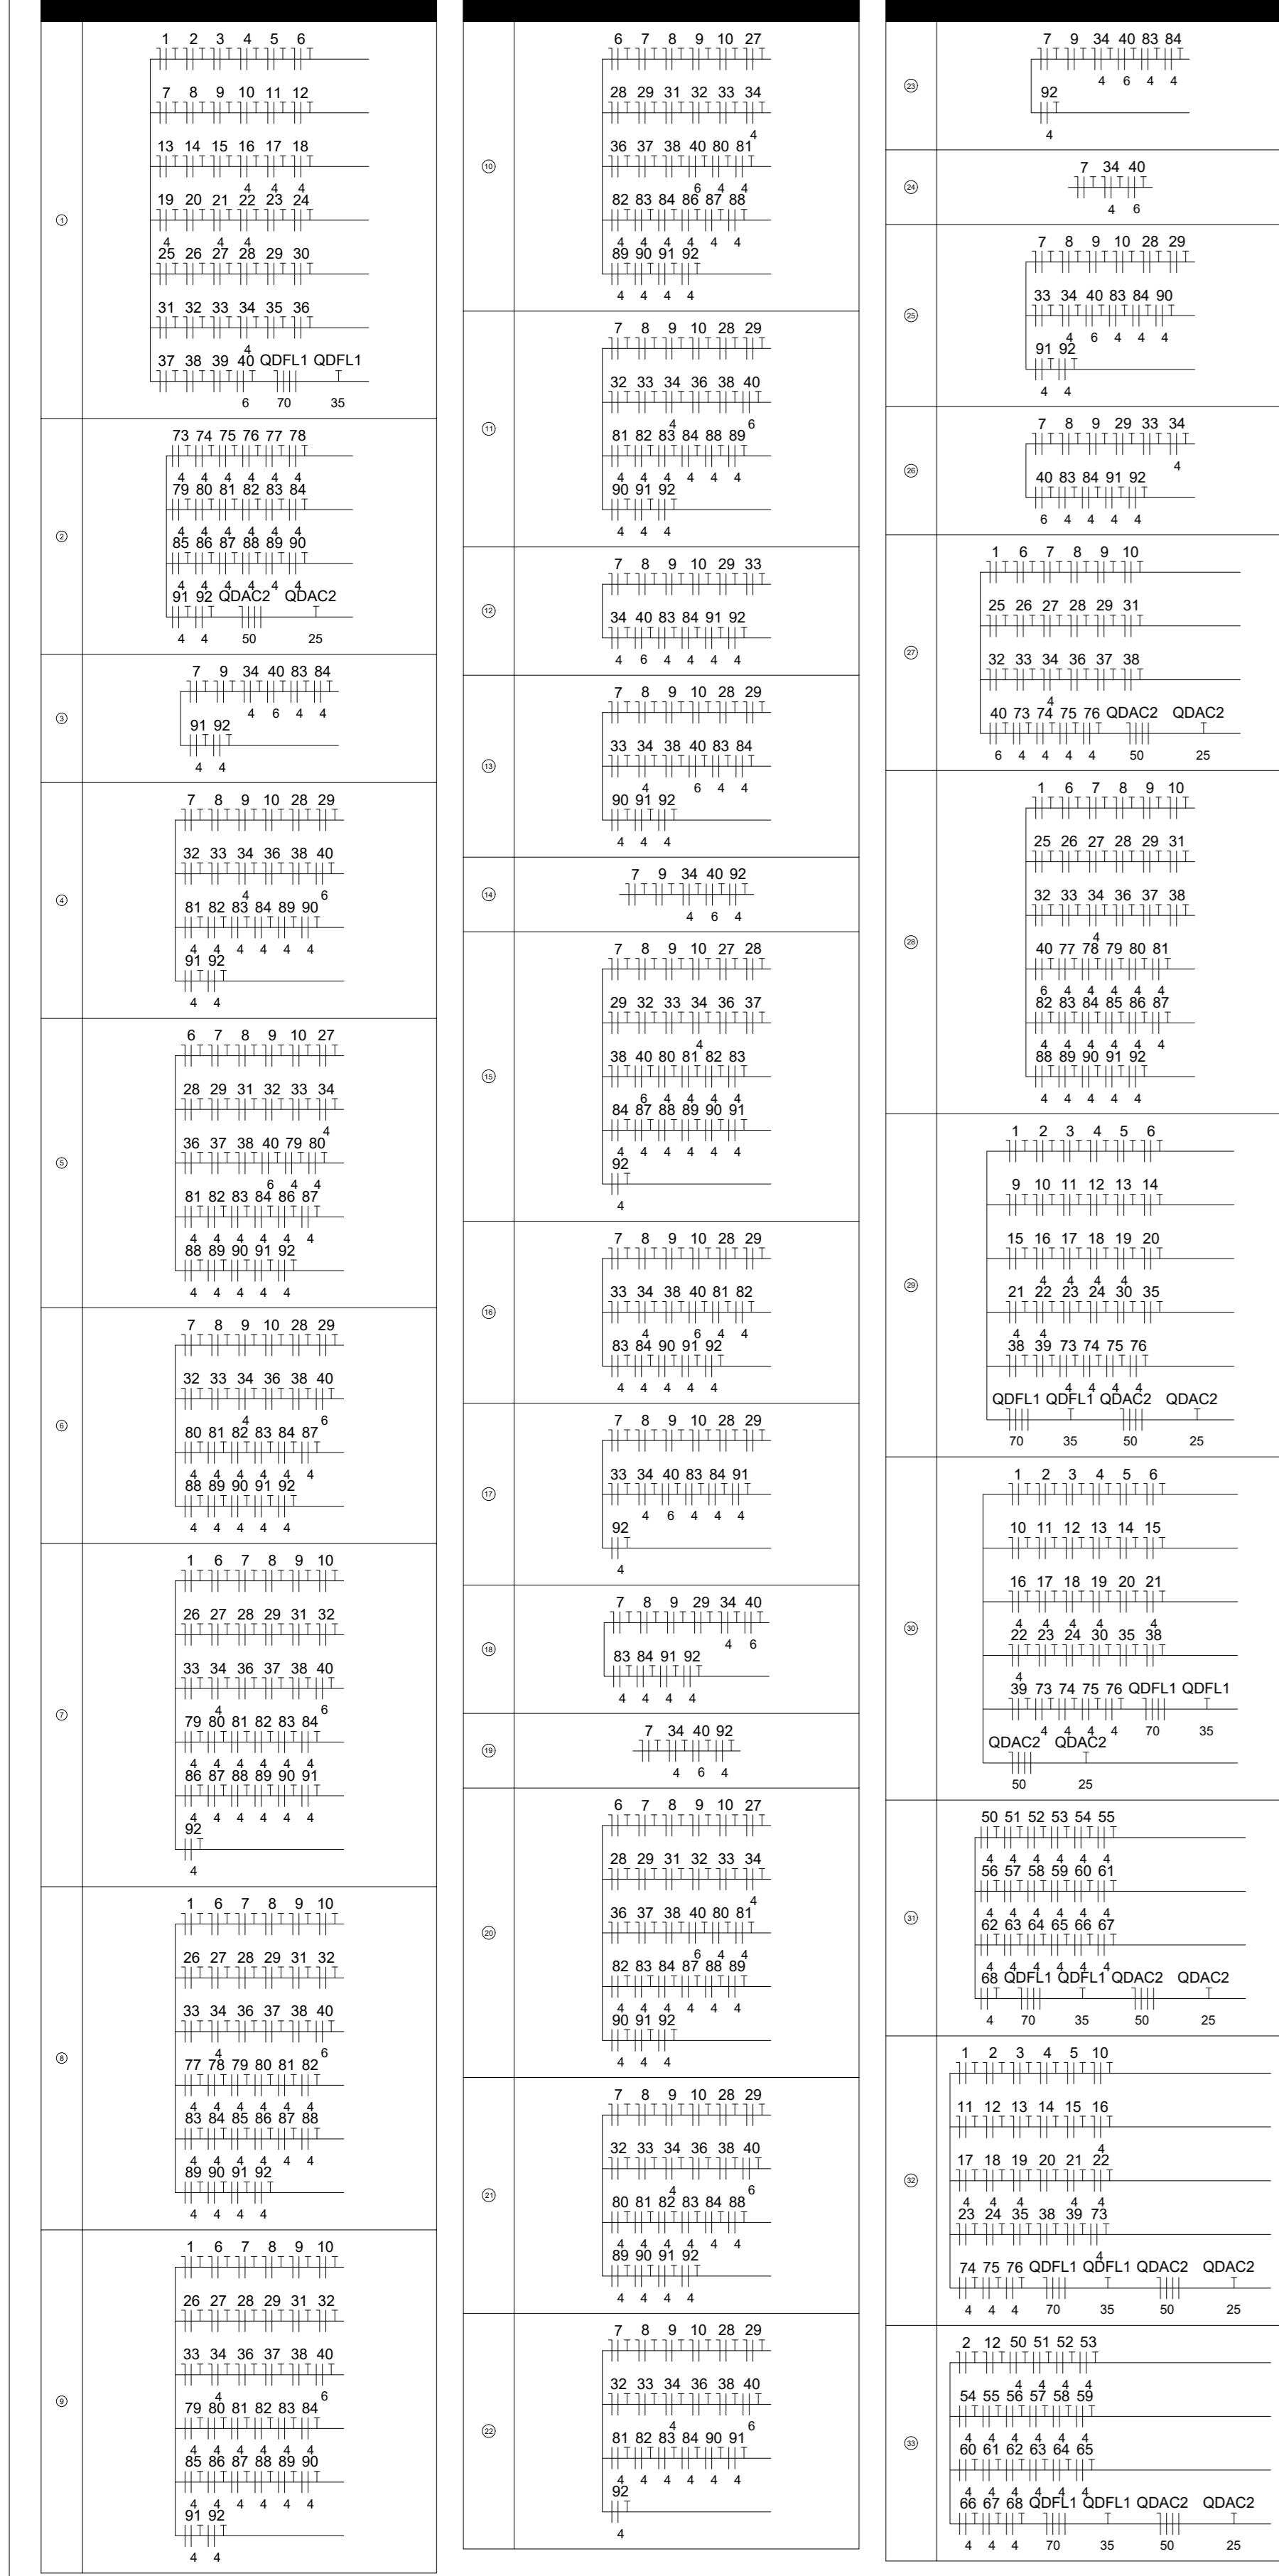 ①
1 2 3 4 5 6
7 8 9 10 11 12
13 14 15 16 17 18
4 4 4
19 20 21 22 23 24
4 4 4
25 26 27 28 29 30
31 32 33 34 35 36
4
37 38 39 40 QDFL1 QDFL1
6 70 35
②
73 74 75 76 77 78
4 4 4 4 4 4
79 80 81 82 83 84
4 4 4 4 4 4
85 86 87 88 89 90
4 4 4 4 4 4
91 92 QDAC2 QDAC2
4 4 50 25
③
7 9 34 40 83 84
4 6 4 4
91 92
4 4
④
7 8 9 10 28 29
32 33 34 36 38 40
4 6
81 82 83 84 89 90
4 4 4 4 4 4
91 92
4 4
⑤
6 7 8 9 10 27
28 29 31 32 33 34
4
36 37 38 40 79 80
6 4 4
81 82 83 84 86 87
4 4 4 4 4 4
88 89 90 91 92
4 4 4 4 4
⑥
7 8 9 10 28 29
32 33 34 36 38 40
4 6
80 81 82 83 84 87
4 4 4 4 4 4
88 89 90 91 92
4 4 4 4 4
⑦
1 6 7 8 9 10
26 27 28 29 31 32
33 34 36 37 38 40
4 6
79 80 81 82 83 84
4 4 4 4 4 4
86 87 88 89 90 91
4 4 4 4 4 4
92
4
⑧
1 6 7 8 9 10
26 27 28 29 31 32
33 34 36 37 38 40
4 6
77 78 79 80 81 82
4 4 4 4 4 4
83 84 85 86 87 88
4 4 4 4 4 4
89 90 91 92
4 4 4 4
⑨
1 6 7 8 9 10
26 27 28 29 31 32
33 34 36 37 38 40
4 6
79 80 81 82 83 84
4 4 4 4 4 4
85 86 87 88 89 90
4 4 4 4 4 4
91 92
4 4
⑩
6 7 8 9 10 27
28 29 31 32 33 34
4
36 37 38 40 80 81
6 4 4
82 83 84 86 87 88
4 4 4 4 4 4
89 90 91 92
4 4 4 4
⑪
7 8 9 10 28 29
32 33 34 36 38 40
4 6
81 82 83 84 88 89
4 4 4 4 4 4
90 91 92
4 4 4
⑫
7 8 9 10 29 33
34 40 83 84 91 92
4 6 4 4 4 4
⑬
7 8 9 10 28 29
33 34 38 40 83 84
4 6 4 4
90 91 92
4 4 4
⑭
7 9 34 40 92
4 6 4
⑮
7 8 9 10 27 28
29 32 33 34 36 37
4
38 40 80 81 82 83
6 4 4 4 4
84 87 88 89 90 91
4 4 4 4 4 4
92
4
⑯
7 8 9 10 28 29
33 34 38 40 81 82
4 6 4 4
83 84 90 91 92
4 4 4 4 4
⑰
7 8 9 10 28 29
33 34 40 83 84 91
4 6 4 4 4
92
4
⑱
7 8 9 29 34 40
4 6
83 84 91 92
4 4 4 4
⑲
7 34 40 92
4 6 4
⑳
6 7 8 9 10 27
28 29 31 32 33 34
4
36 37 38 40 80 81
6 4 4
82 83 84 87 88 89
4 4 4 4 4 4
90 91 92
4 4 4
㉑
7 8 9 10 28 29
32 33 34 36 38 40
4 6
80 81 82 83 84 88
4 4 4 4 4 4
89 90 91 92
4 4 4 4
㉒
7 8 9 10 28 29
32 33 34 36 38 40
4 6
81 82 83 84 90 91
4 4 4 4 4 4
92
4
㉓
7 9 34 40 83 84
4 6 4 4
92
4
㉔
7 34 40
4 6
㉕
7 8 9 10 28 29
33 34 40 83 84 90
4 6 4 4 4
91 92
4 4
㉖
7 8 9 29 33 34
4
40 83 84 91 92
6 4 4 4 4
㉗
1 6 7 8 9 10
25 26 27 28 29 31
32 33 34 36 37 38
4
40 73 74 75 76 QDAC2 QDAC2
6 4 4 4 4 50 25
㉘
1 6 7 8 9 10
25 26 27 28 29 31
32 33 34 36 37 38
4
40 77 78 79 80 81
6 4 4 4 4 4
82 83 84 85 86 87
4 4 4 4 4 4
88 89 90 91 92
4 4 4 4 4
㉙
1 2 3 4 5 6
9 10 11 12 13 14
15 16 17 18 19 20
4 4 4 4
21 22 23 24 30 35
4 4
38 39 73 74 75 76
4 4 4 4
QDFL1 QDFL1 QDAC2 QDAC2
70 35 50 25
㉚
1 2 3 4 5 6
10 11 12 13 14 15
16 17 18 19 20 21
4 4 4 4 4
22 23 24 30 35 38
4
39 73 74 75 76 QDFL1 QDFL1
4 4 4 4 70 35
QDAC2 QDAC2
50 25
㉛
50 51 52 53 54 55
4 4 4 4 4 4
56 57 58 59 60 61
4 4 4 4 4 4
62 63 64 65 66 67
4 4 4 4 4 4
68 QDFL1 QDFL1 QDAC2 QDAC2
4 70 35 50 25
㉜
1 2 3 4 5 10
11 12 13 14 15 16
4
17 18 19 20 21 22
4 4 4 4 4
23 24 35 38 39 73
4
74 75 76 QDFL1 QDFL1 QDAC2 QDAC2
4 4 4 70 35 50 25
㉝
2 12 50 51 52 53
4 4 4 4
54 55 56 57 58 59
4 4 4 4 4 4
60 61 62 63 64 65
4 4 4 4 4 4
66 67 68 QDFL1 QDFL1 QDAC2 QDAC2
4 4 4 70 35 50 25